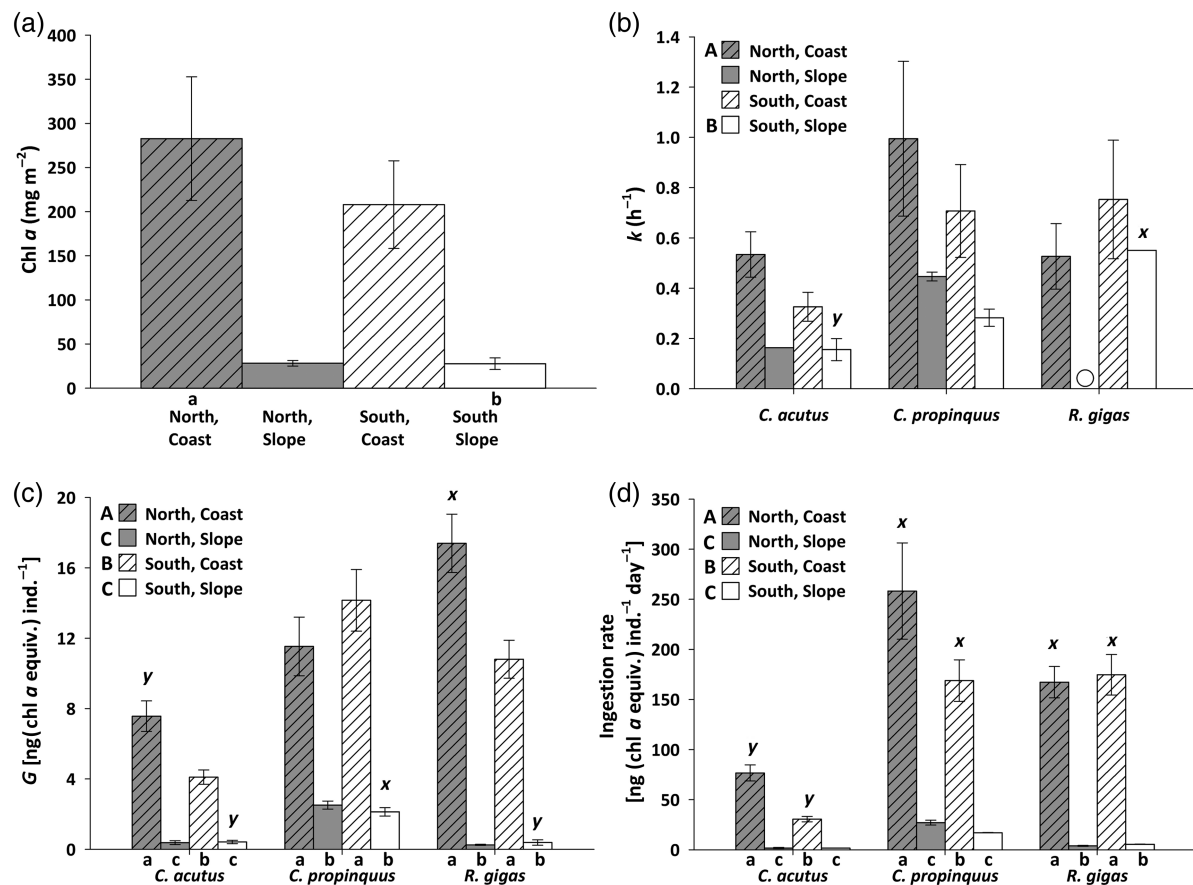 (a)
400
350
300
250
200
150
100
50
0
Chl a (mg m⁻²)
a
b
North, Coast
North, Slope
South, Coast
South Slope
(b)
1.4
1.2
1.0
0.8
0.6
0.4
0.2
0.0
k (h⁻¹)
A North, Coast
North, Slope
South, Coast
B South, Slope
y
x
C. acutus
C. propinquus
R. gigas
(c)
20
16
12
8
4
0
G [ng(chl a equiv.) ind.⁻¹]
A North, Coast
C North, Slope
B South, Coast
C South, Slope
y
y
x
x
y
a c b c
a b a b
a b a b
C. acutus
C. propinquus
R. gigas
(d)
350
300
250
200
150
100
50
0
Ingestion rate
[ng (chl a equiv.) ind.⁻¹ day⁻¹]
A North, Coast
C North, Slope
B South, Coast
C South, Slope
y
y
x
x
x
x
a c b c
a c b c
a b a b
C. acutus
C. propinquus
R. gigas